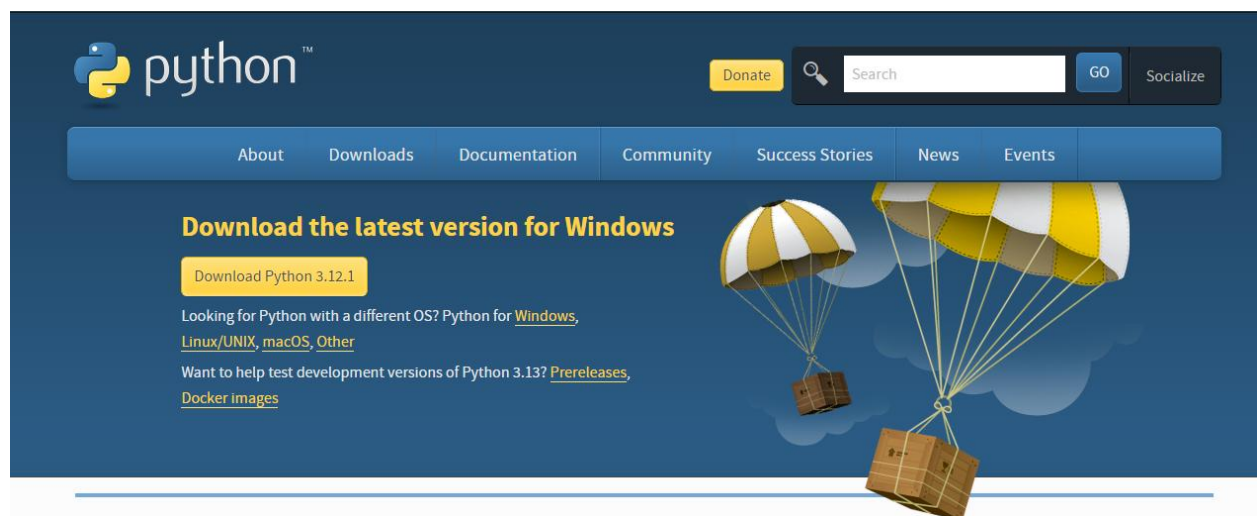 python™
Donate
Search
GO
Socialize
About Downloads Documentation Community Success Stories News Events
Download the latest version for Windows
Download Python 3.12.1
Looking for Python with a different OS? Python for Windows,
Linux/UNIX, macOS, Other
Want to help test development versions of Python 3.13? Prereleases,
Docker images